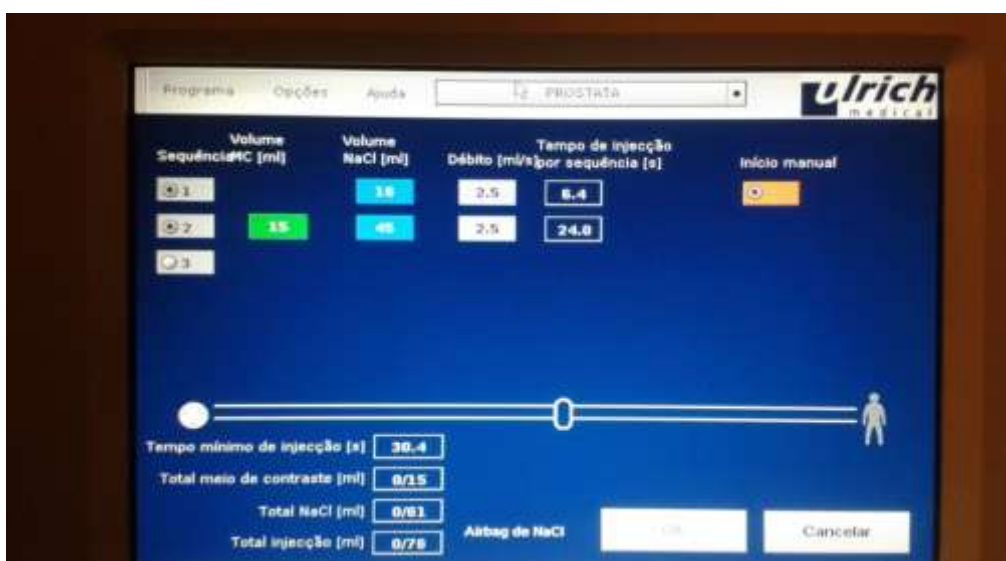 Programa Opções Ajuda PROSTATA ulrich medical
Sequência Volume MC [ml] Volume NaCl [ml] Débito [ml/s] Tempo de injecção por sequência [s] Início manual
1 16 2.5 6.4
2 15 45 2.5 24.0
3
Tempo mínimo de injecção [s] 30.4
Total meio de contraste [ml] 0/15
Total NaCl [ml] 0/61
Total injecção [ml] 0/76
Airbag de NaCl Cancelar